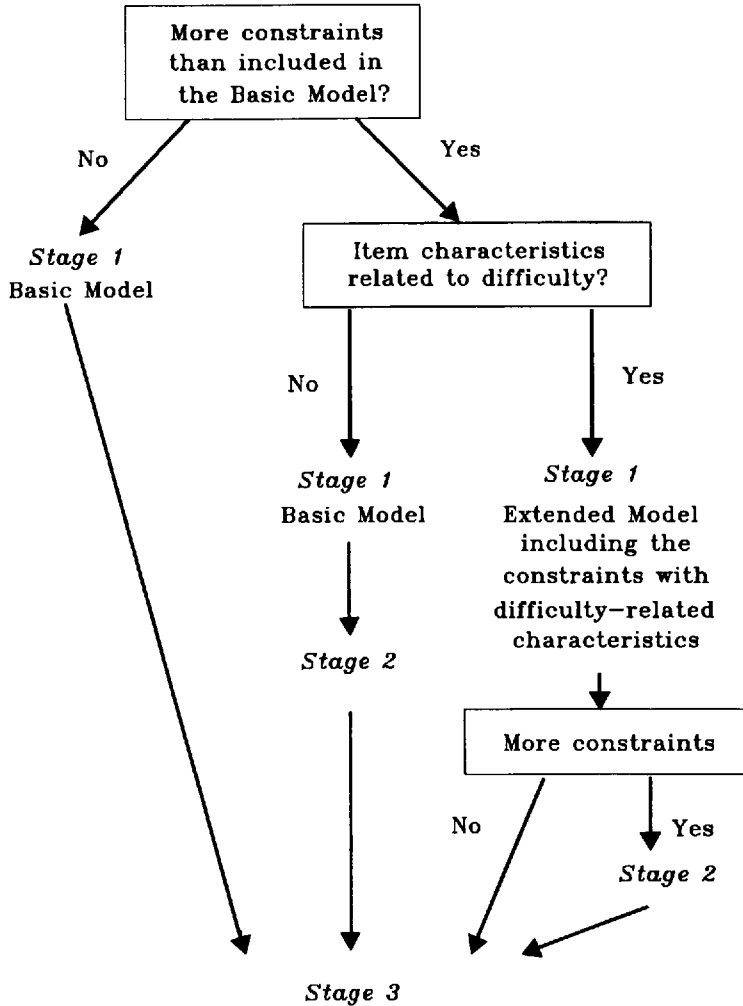 More constraints
than included in
the Basic Model?
No
Yes
Stage 1
Basic Model
Item characteristics
related to difficulty?
No
Yes
Stage 1
Basic Model
Stage 1
Extended Model
including the
constraints with
difficulty-related
characteristics
Stage 2
More constraints
No
Yes
Stage 2
Stage 3